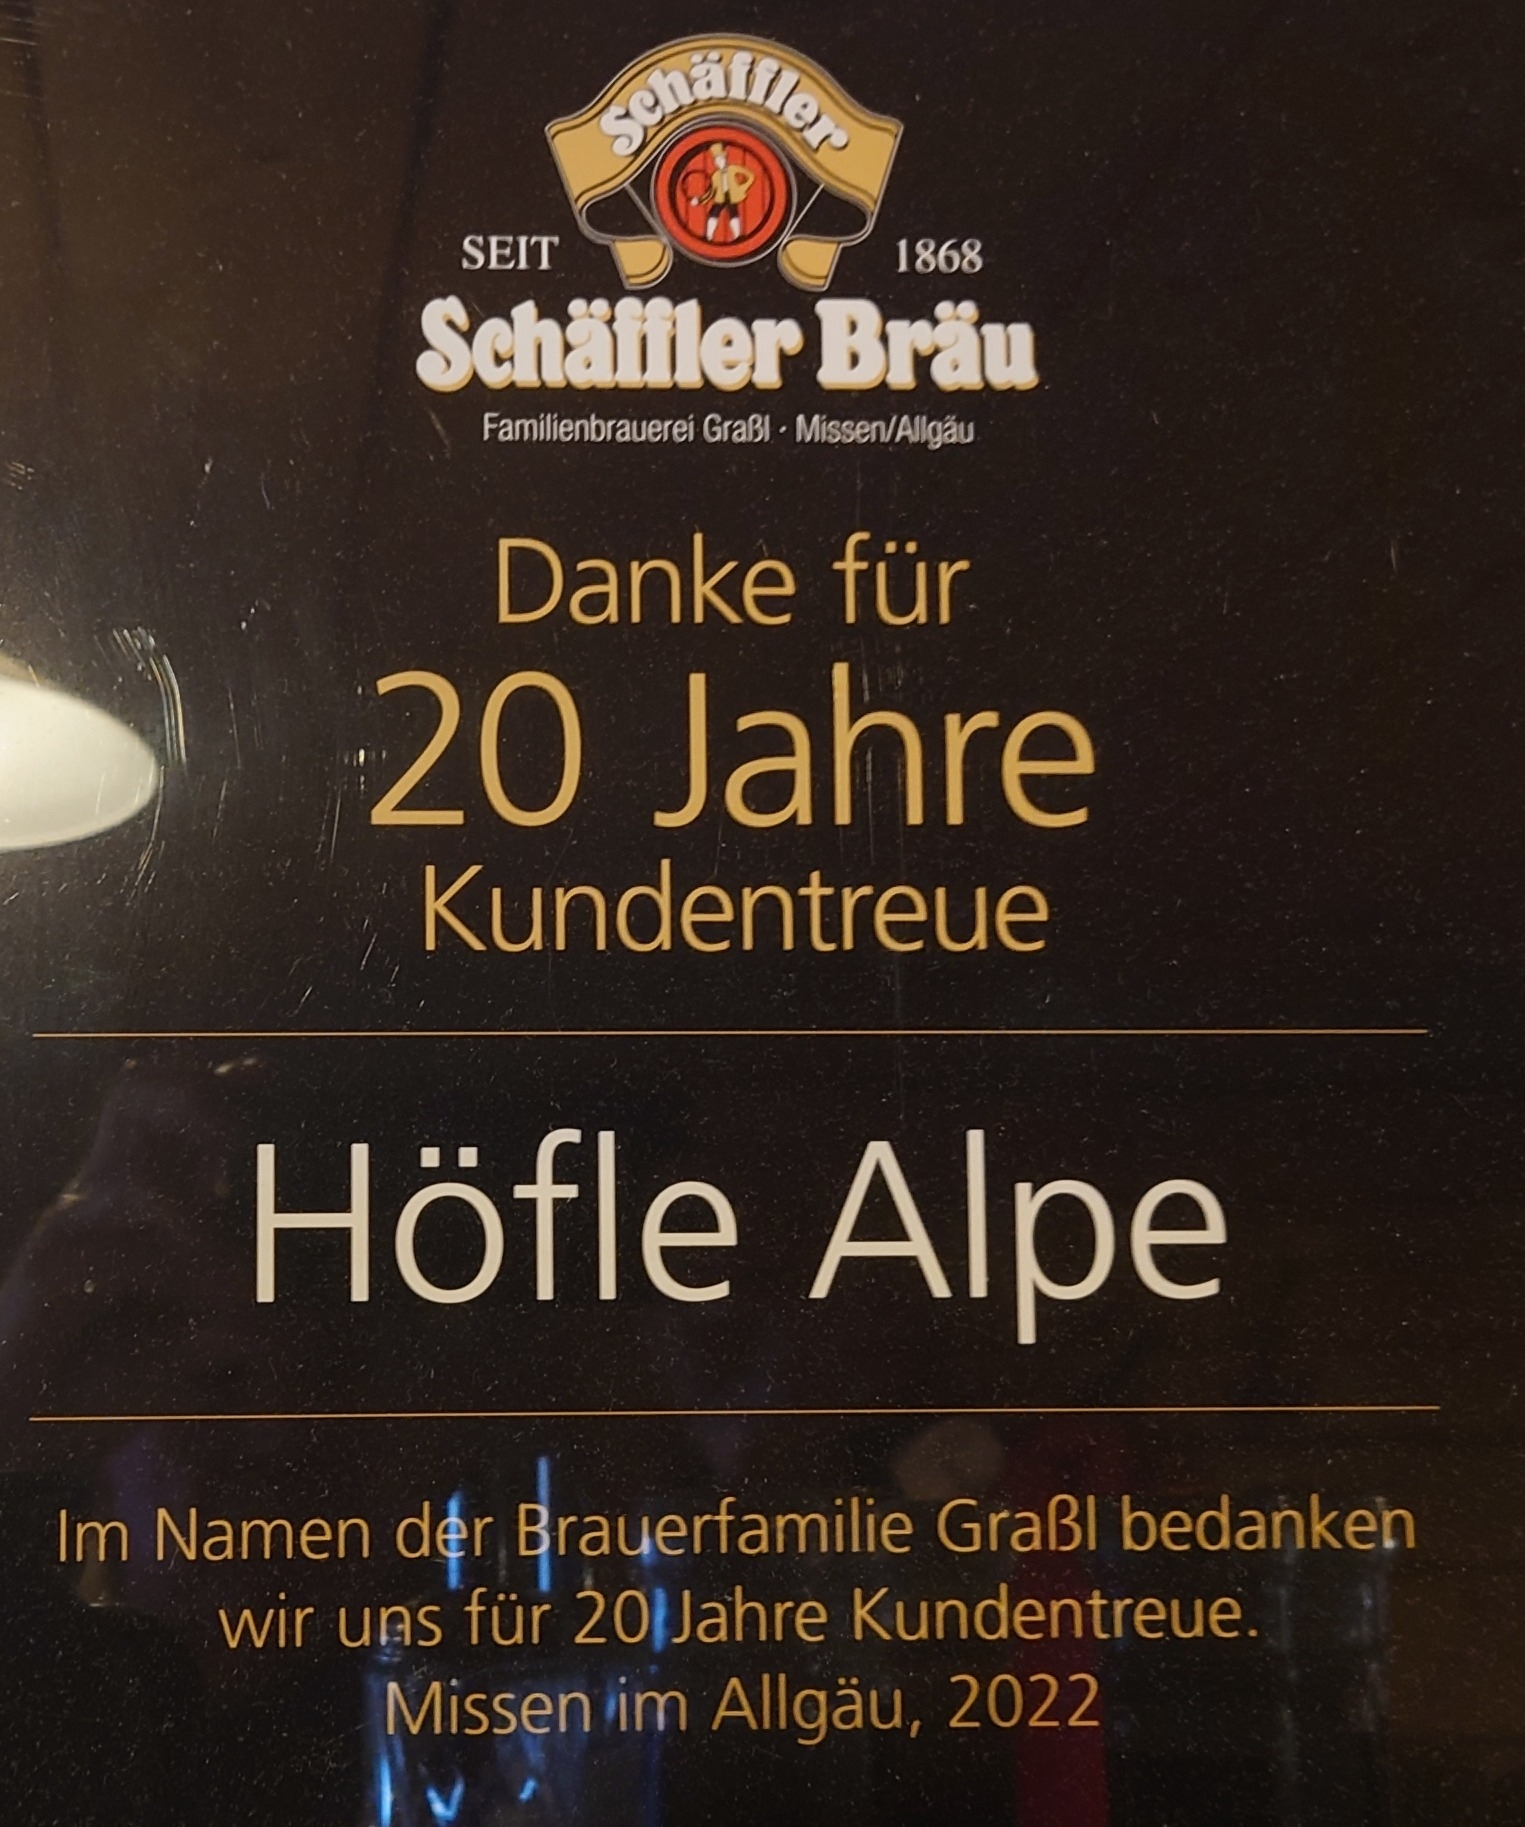 Schäffler
SEIT 1868
Schäffler Bräu
Familienbrauerei Graßl · Missen/Allgäu
Danke für
20 Jahre
Kundentreue
Höfle Alpe
Im Namen der Brauerfamilie Graßl bedanken
wir uns für 20 Jahre Kundentreue.
Missen im Allgäu, 2022